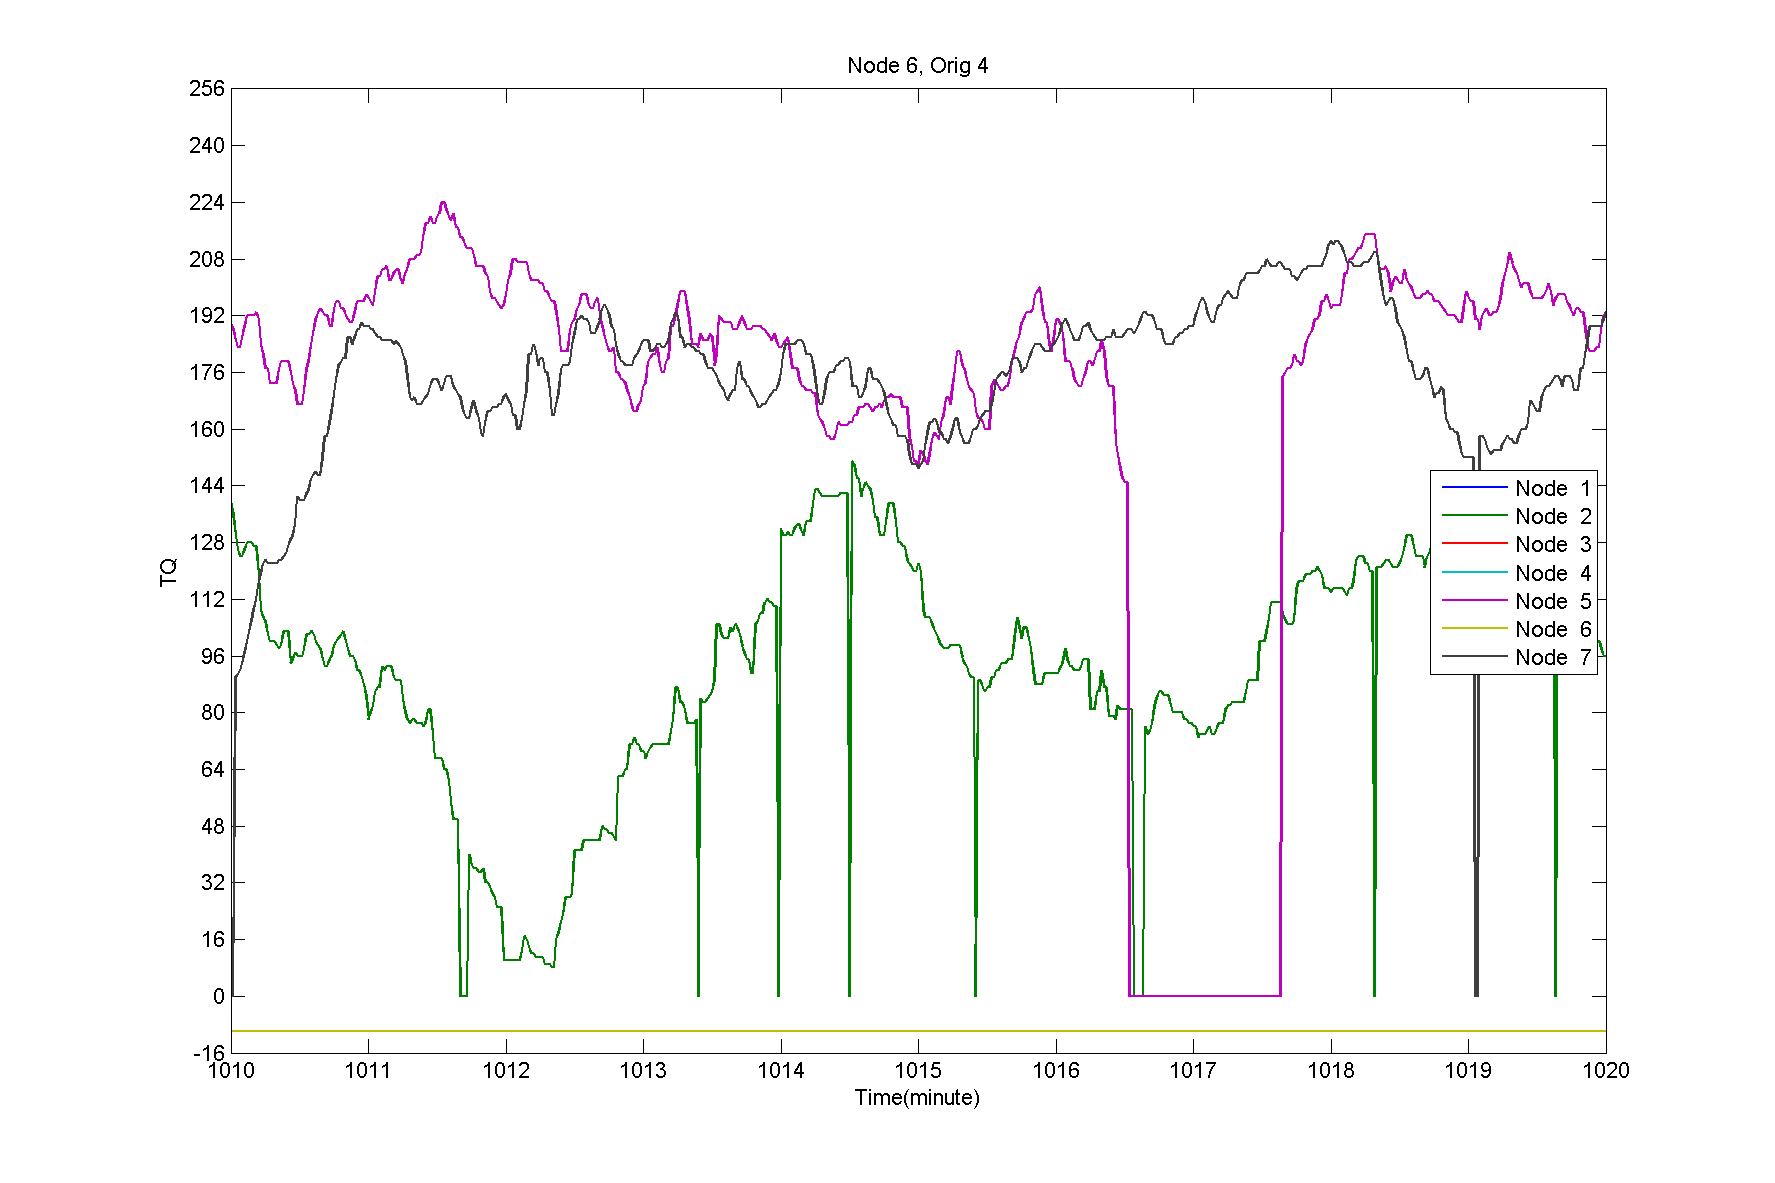 Node 6, Orig 4
256
240
224
208
192
176
160
144
128
112
96
80
64
48
32
16
0
-16
TQ
Node 1
Node 2
Node 3
Node 4
Node 5
Node 6
Node 7
1010 1011 1012 1013 1014 1015 1016 1017 1018 1019 1020
Time(minute)